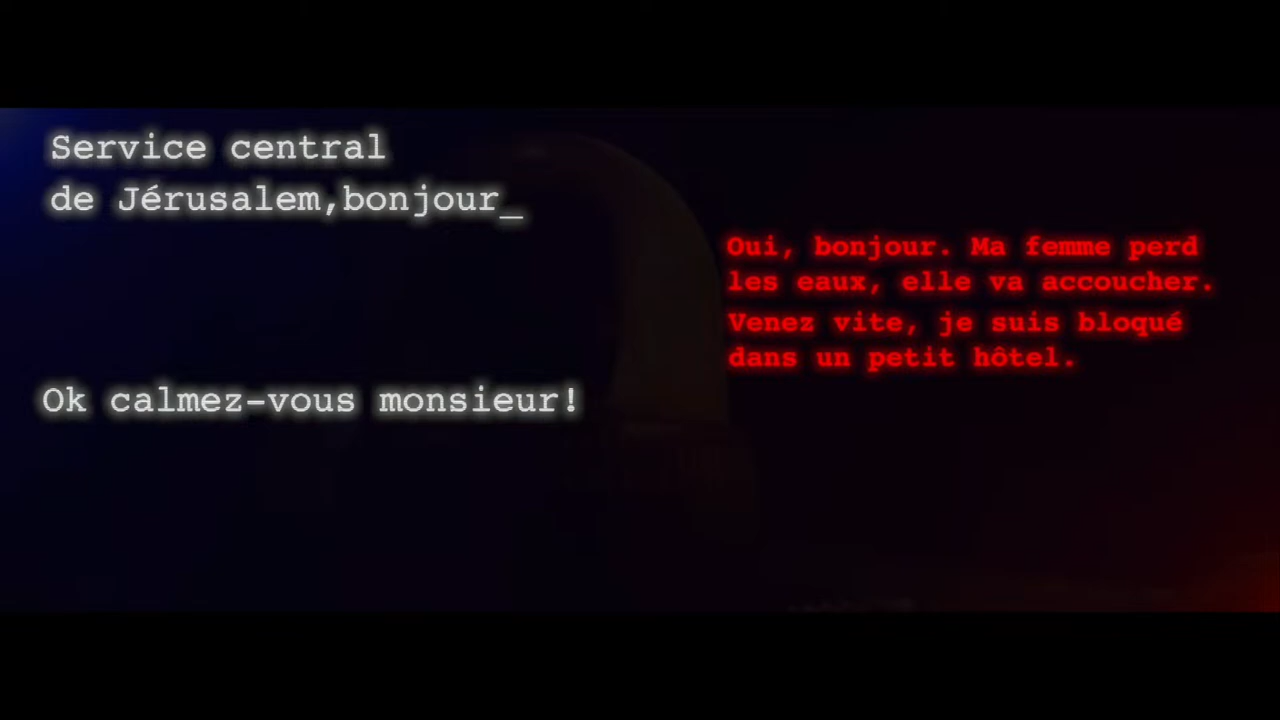 Service central
de Jérusalem,bonjour_
Oui, bonjour. Ma femme perd
les eaux, elle va accoucher.
Venez vite, je suis bloqué
dans un petit hôtel.
Ok calmez-vous monsieur!